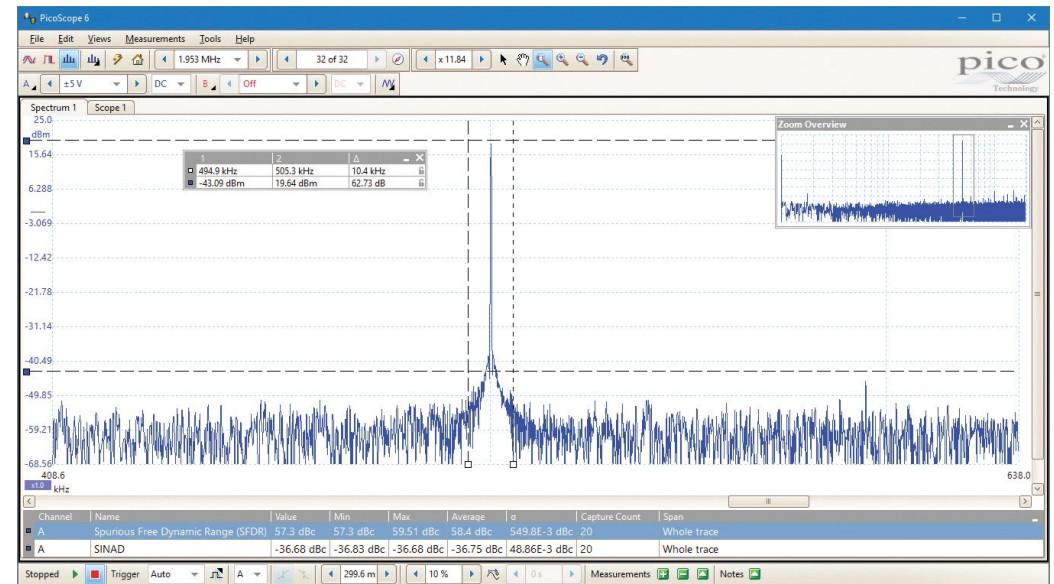 PicoScope 6
File Edit Views Measurements Tools Help
1.953 MHz 32 of 32 x 11.84
pico
Technology
A ±5 V DC B Off DC
Spectrum 1 Scope 1
25.0
dBm
Zoom Overview
15.64
1 2 Δ
494.9 kHz 505.3 kHz 10.4 kHz
-43.09 dBm 19.64 dBm 62.73 dB
6.288
-3.069
-12.42
-21.78
-31.14
-40.49
-49.85
-59.21
-68.56
408.6 638.0
x1.0 kHz
Channel Name Value Min Max Average σ Capture Count Span
A Spurious Free Dynamic Range (SFDR) 57.3 dBc 57.3 dBc 59.51 dBc 58.4 dBc 549.8E-3 dBc 20 Whole trace
A SINAD -36.68 dBc -36.83 dBc -36.68 dBc -36.75 dBc 48.86E-3 dBc 20 Whole trace
Stopped Trigger Auto A 299.6 m 10 % 0 s Measurements Notes